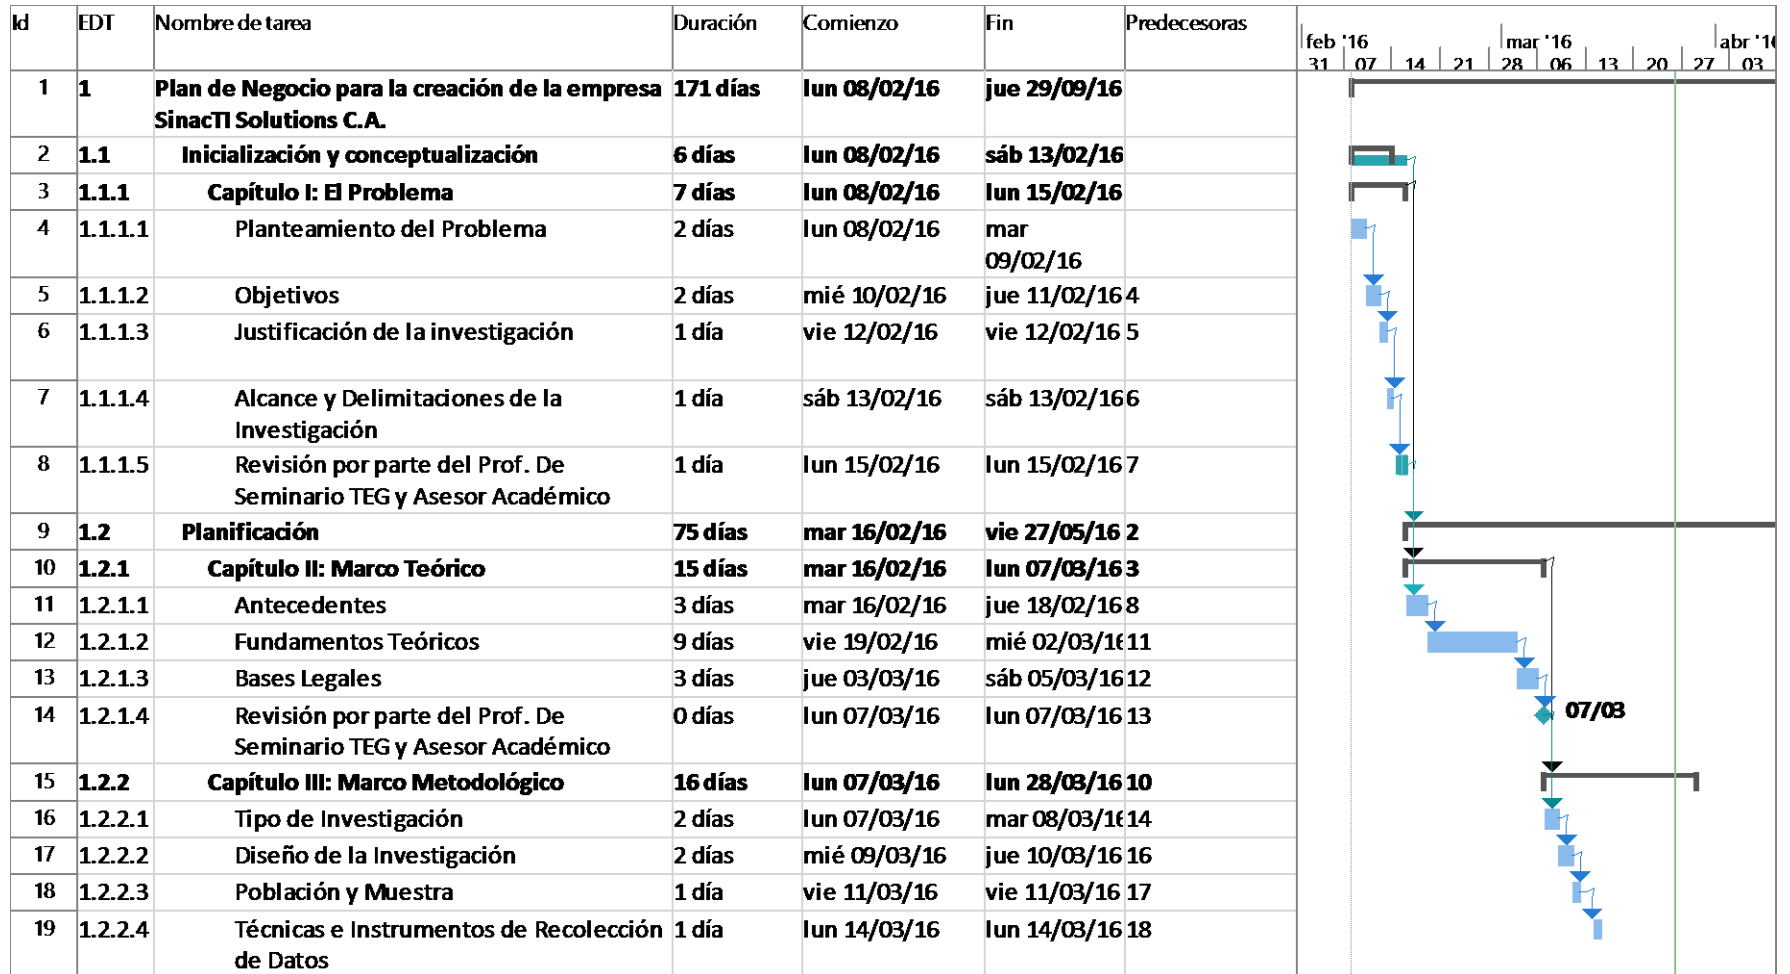 Id EDT Nombre de tarea Duración Comienzo Fin Predecesoras
feb '16 mar '16 abr '16
31 07 14 21 28 06 13 20 27 03
1 1 Plan de Negocio para la creación de la empresa 171 días lun 08/02/16 jue 29/09/16
SinacTI Solutions C.A.
2 1.1 Inicialización y conceptualización 6 días lun 08/02/16 sáb 13/02/16
3 1.1.1 Capítulo I: El Problema 7 días lun 08/02/16 lun 15/02/16
4 1.1.1.1 Planteamiento del Problema 2 días lun 08/02/16 mar
09/02/16
5 1.1.1.2 Objetivos 2 días mié 10/02/16 jue 11/02/16 4
6 1.1.1.3 Justificación de la investigación 1 día vie 12/02/16 vie 12/02/16 5
7 1.1.1.4 Alcance y Delimitaciones de la 1 día sáb 13/02/16 sáb 13/02/16 6
Investigación
8 1.1.1.5 Revisión por parte del Prof. De 1 día lun 15/02/16 lun 15/02/16 7
Seminario TEG y Asesor Académico
9 1.2 Planificación 75 días mar 16/02/16 vie 27/05/16 2
10 1.2.1 Capítulo II: Marco Teórico 15 días mar 16/02/16 lun 07/03/16 3
11 1.2.1.1 Antecedentes 3 días mar 16/02/16 jue 18/02/16 8
12 1.2.1.2 Fundamentos Teóricos 9 días vie 19/02/16 mié 02/03/16 11
13 1.2.1.3 Bases Legales 3 días jue 03/03/16 sáb 05/03/16 12
14 1.2.1.4 Revisión por parte del Prof. De 0 días lun 07/03/16 lun 07/03/16 13 07/03
Seminario TEG y Asesor Académico
15 1.2.2 Capítulo III: Marco Metodológico 16 días lun 07/03/16 lun 28/03/16 10
16 1.2.2.1 Tipo de Investigación 2 días lun 07/03/16 mar 08/03/16 14
17 1.2.2.2 Diseño de la Investigación 2 días mié 09/03/16 jue 10/03/16 16
18 1.2.2.3 Población y Muestra 1 día vie 11/03/16 vie 11/03/16 17
19 1.2.2.4 Técnicas e Instrumentos de Recolección 1 día lun 14/03/16 lun 14/03/16 18
de Datos